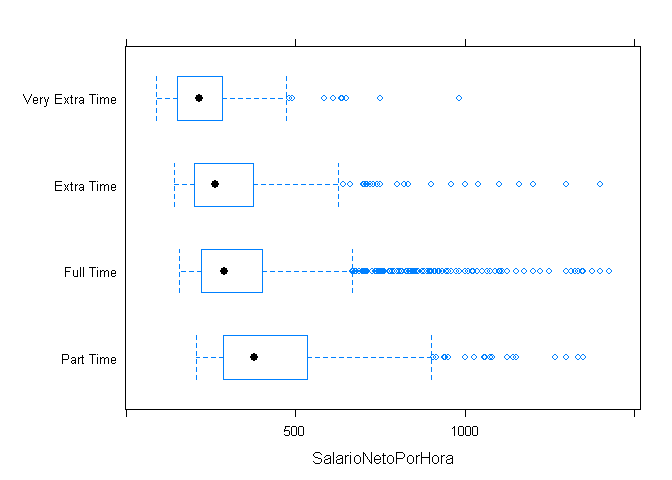 Very Extra Time
Extra Time
Full Time
Part Time
500
1000
SalarioNetoPorHora